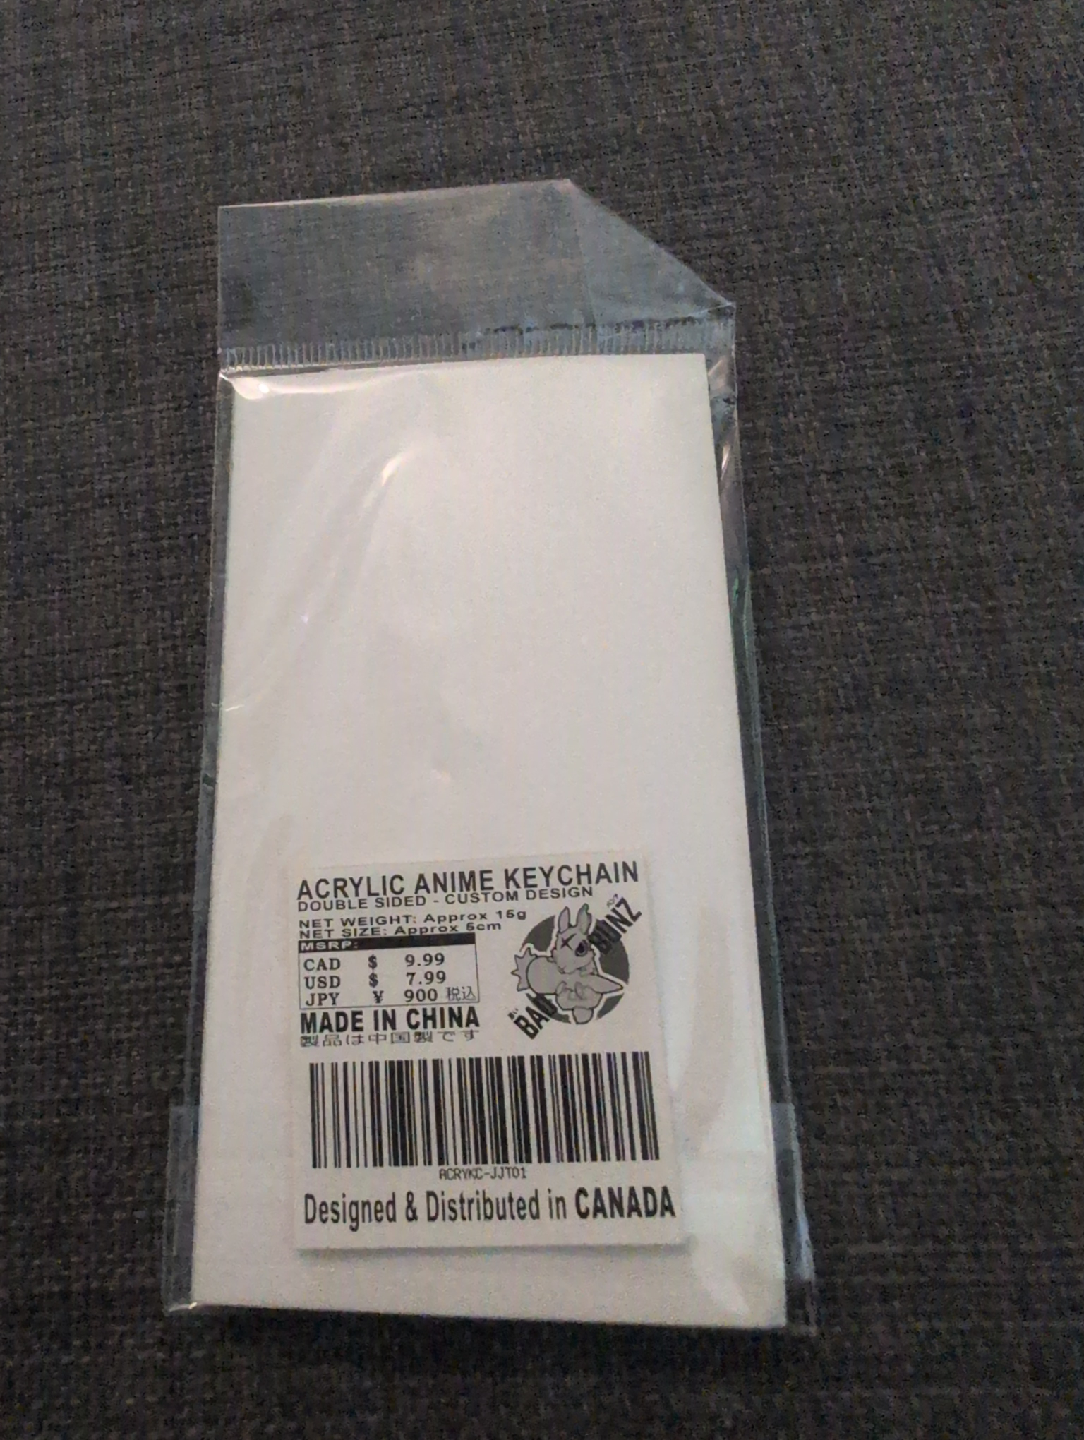 ACRYLIC ANIME KEYCHAIN
DOUBLE SIDED - CUSTOM DESIGN
NET WEIGHT: Approx 15g
NET SIZE: Approx 6cm
MSRP:
CAD $ 9.99
USD $ 7.99
JPY ¥ 900 税込
MADE IN CHINA
製品は中国製です
BAD BUNZ
ACRYKC-JJT01
Designed & Distributed in CANADA